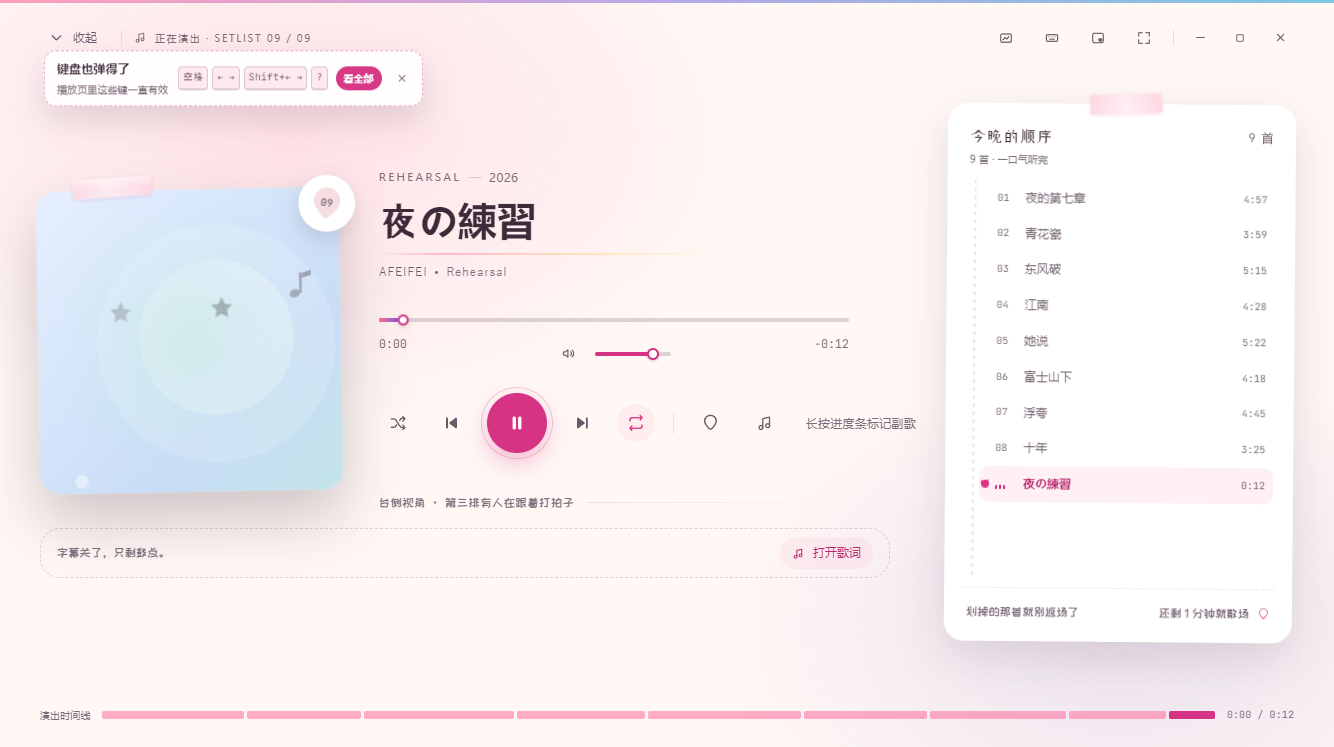 收起
正在演出 · SETLIST 09 / 09
键盘也弹得了
播放页里这些键一直有效
空格 ← → Shift+← → ? 看全部
09
REHEARSAL — 2026
夜の練習
AFEIFEI • Rehearsal
0:00
-0:12
长按进度条标记副歌
台侧视角 · 第三排有人在跟着打拍子
字幕关了，只剩鼓点。
打开歌词
今晚的顺序
9 首
9 首 · 一口气听完
01 夜的第七章 4:57
02 青花瓷 3:59
03 东风破 5:15
04 江南 4:28
05 她说 5:22
06 富士山下 4:18
07 浮夸 4:45
08 十年 3:25
夜の練習 0:12
划掉的那首就别返场了
还剩 1 分钟就散场
演出时间线
0:00 / 0:12